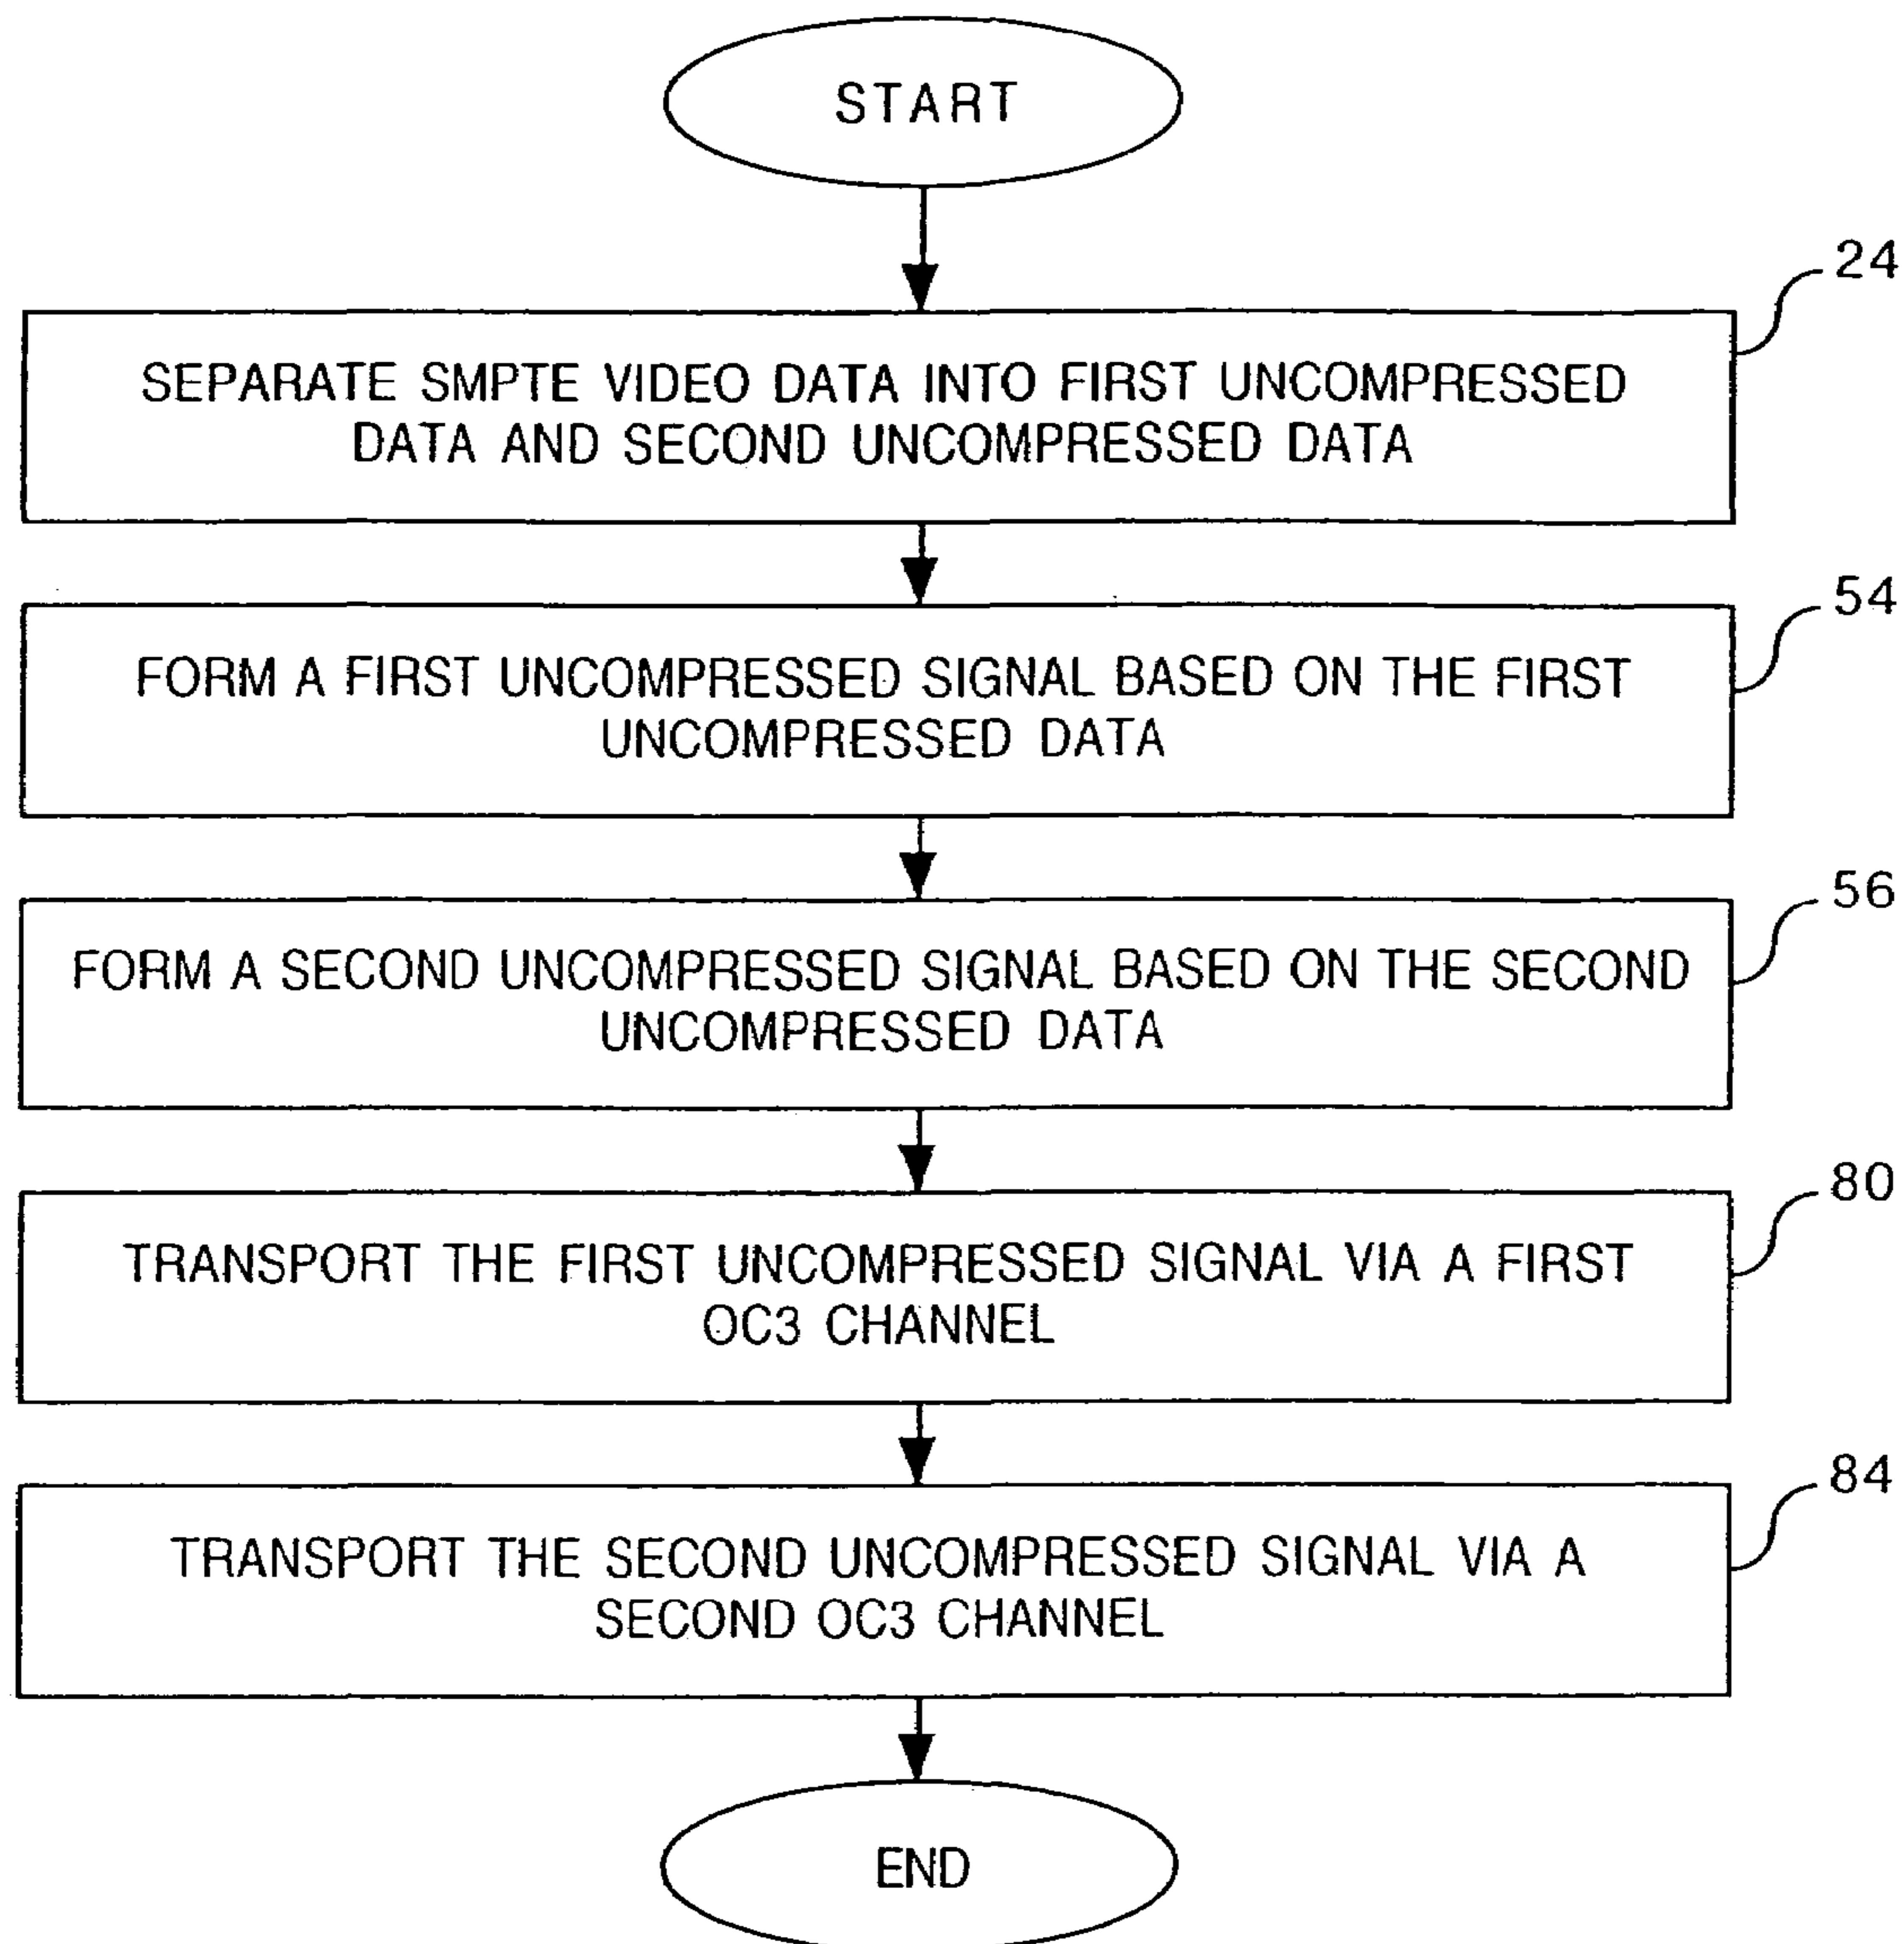 START
24
SEPARATE SMPTE VIDEO DATA INTO FIRST UNCOMPRESSED
DATA AND SECOND UNCOMPRESSED DATA
54
FORM A FIRST UNCOMPRESSED SIGNAL BASED ON THE FIRST
UNCOMPRESSED DATA
56
FORM A SECOND UNCOMPRESSED SIGNAL BASED ON THE SECOND
UNCOMPRESSED DATA
80
TRANSPORT THE FIRST UNCOMPRESSED SIGNAL VIA A FIRST
OC3 CHANNEL
84
TRANSPORT THE SECOND UNCOMPRESSED SIGNAL VIA A
SECOND OC3 CHANNEL
END